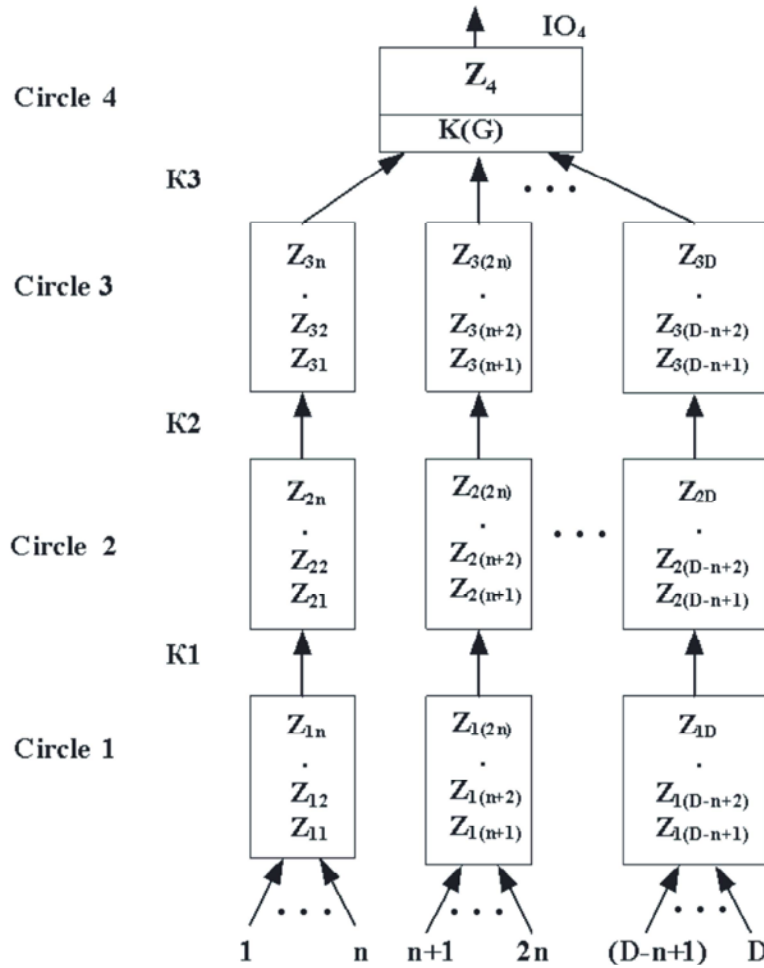 IO₄
Circle 4
Z₄
K(G)
K3
• • •
Circle 3
Z₃ₙ Z₃₍₂ₙ₎ Z₃D
. . .
Z₃₂ Z₃₍ₙ₊₂₎ Z₃(D-n+2)
Z₃₁ Z₃₍ₙ₊₁₎ Z₃(D-n+1)
K2
Z₂ₙ Z₂₍₂ₙ₎ Z₂D
Circle 2
. . • • • .
Z₂₂ Z₂₍ₙ₊₂₎ Z₂(D-n+2)
Z₂₁ Z₂₍ₙ₊₁₎ Z₂(D-n+1)
K1
Z₁ₙ Z₁₍₂ₙ₎ Z₁D
Circle 1
. . .
Z₁₂ Z₁₍ₙ₊₂₎ Z₁(D-n+2)
Z₁₁ Z₁₍ₙ₊₁₎ Z₁(D-n+1)
• • • • • • • • •
1 n n+1 2n (D-n+1) D